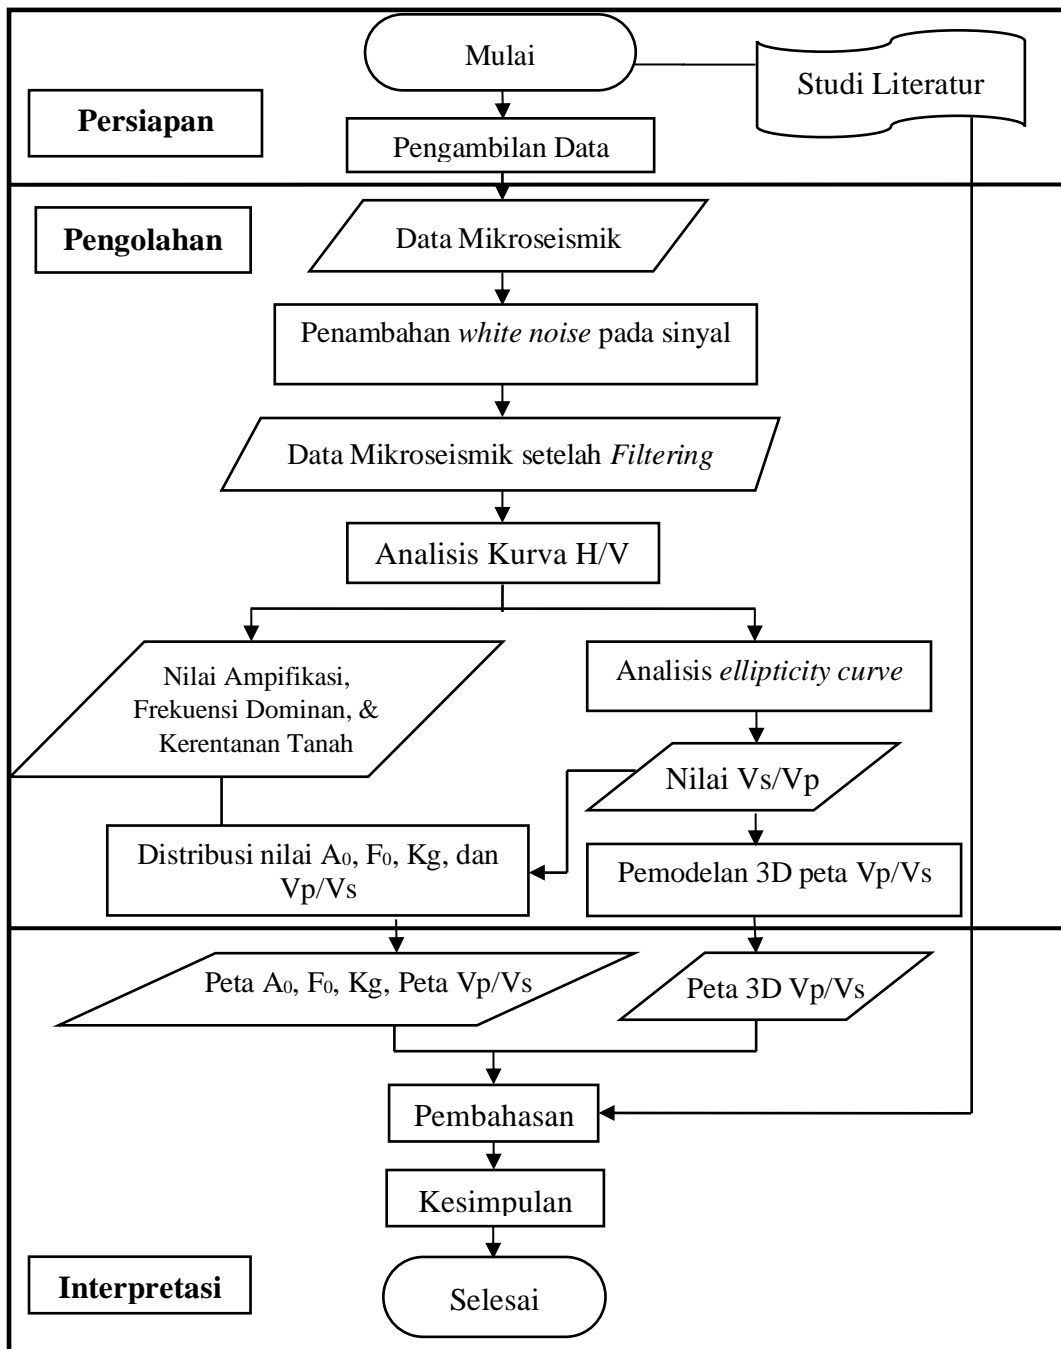 Mulai
Studi Literatur
Persiapan
Pengambilan Data
Pengolahan
Data Mikroseismik
Penambahan white noise pada sinyal
Data Mikroseismik setelah Filtering
Analisis Kurva H/V
Nilai Ampifikasi,
Frekuensi Dominan, &
Kerentanan Tanah
Analisis ellipticity curve
Nilai Vs/Vp
Distribusi nilai A₀, F₀, Kg, dan
Vp/Vs
Pemodelan 3D peta Vp/Vs
Peta A₀, F₀, Kg, Peta Vp/Vs
Peta 3D Vp/Vs
Pembahasan
Kesimpulan
Interpretasi
Selesai